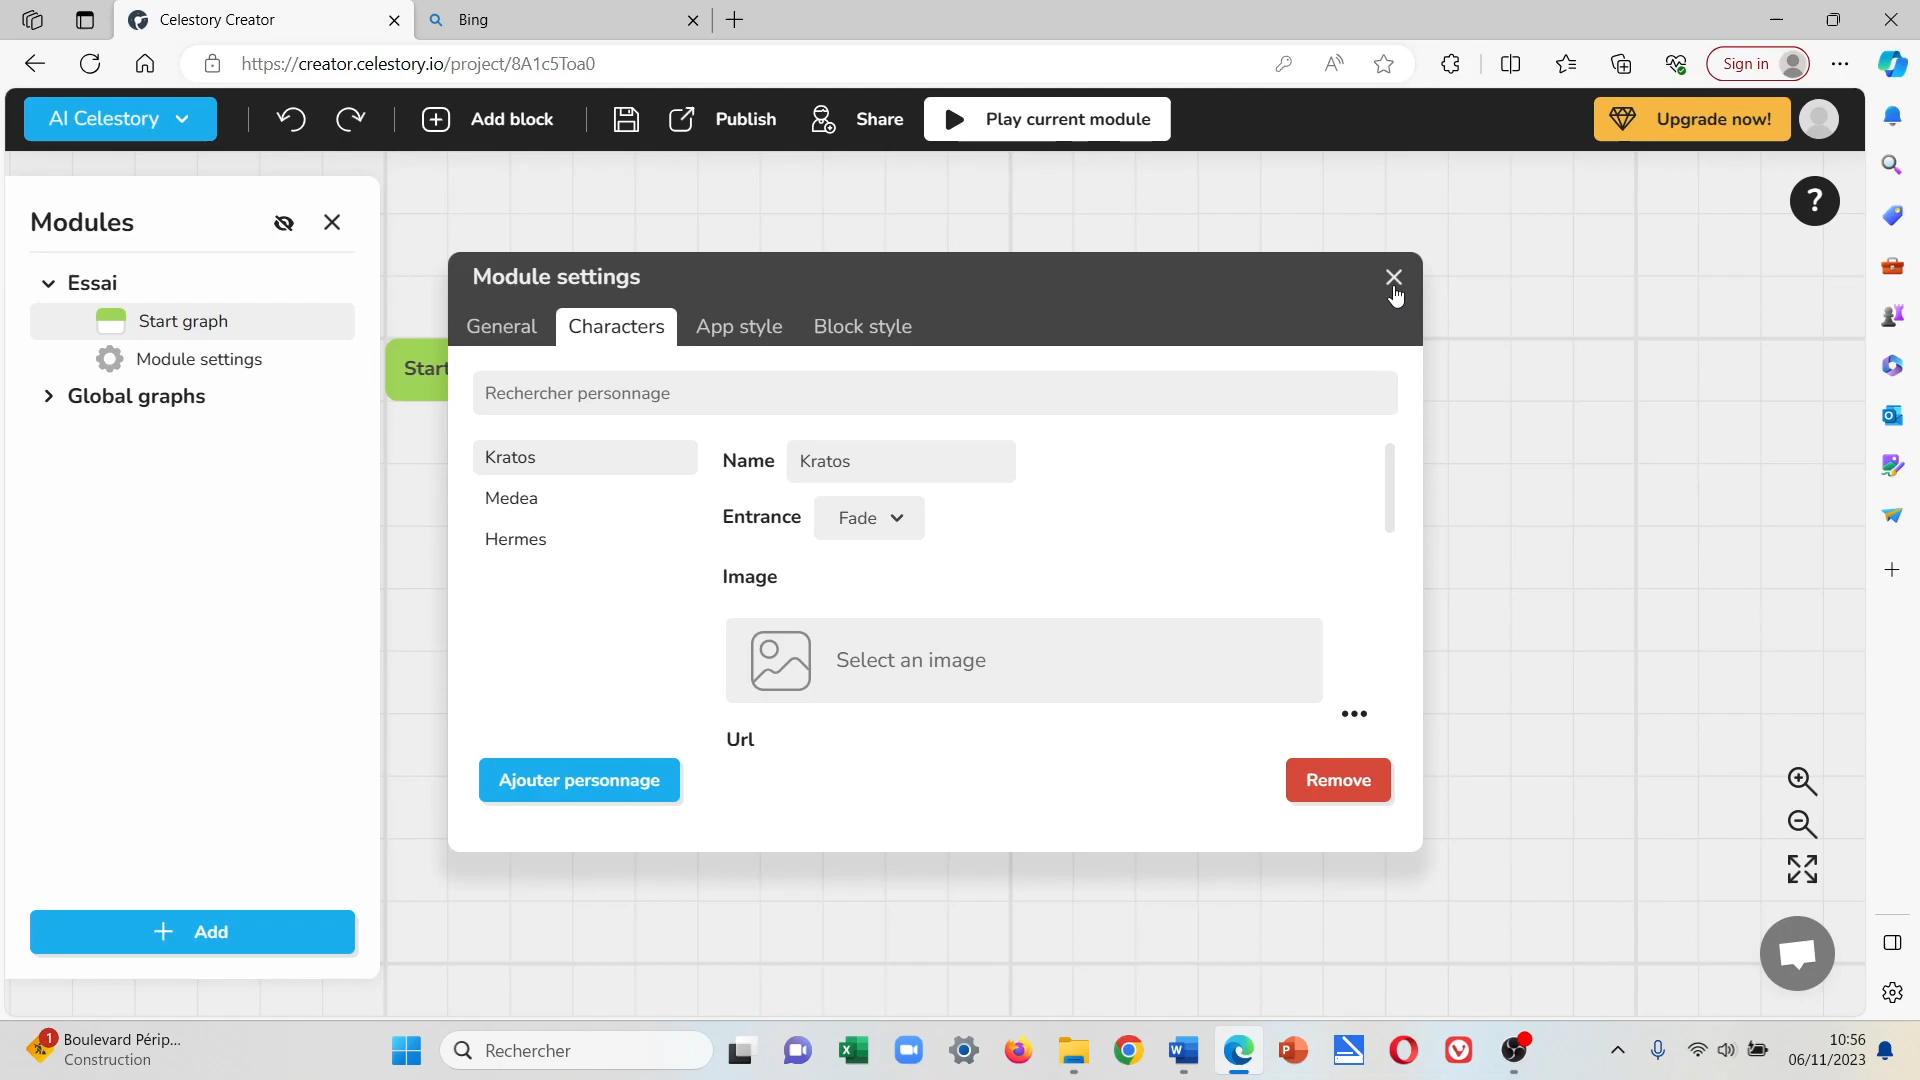 Celestory Creator
Bing
https://creator.celestory.io/project/8A1c5Toa0
Sign in
AI Celestory
Add block
Publish
Share
Play current module
Upgrade now!
Modules
Essai
Start graph
Module settings
Global graphs
Add
Start
Module settings
General
Characters
App style
Block style
Rechercher personnage
Kratos
Medea
Hermes
Name
Kratos
Entrance
Fade
Image
Select an image
Url
Ajouter personnage
Remove
?
1
Boulevard Périp...
Construction
Rechercher
10:56
06/11/2023